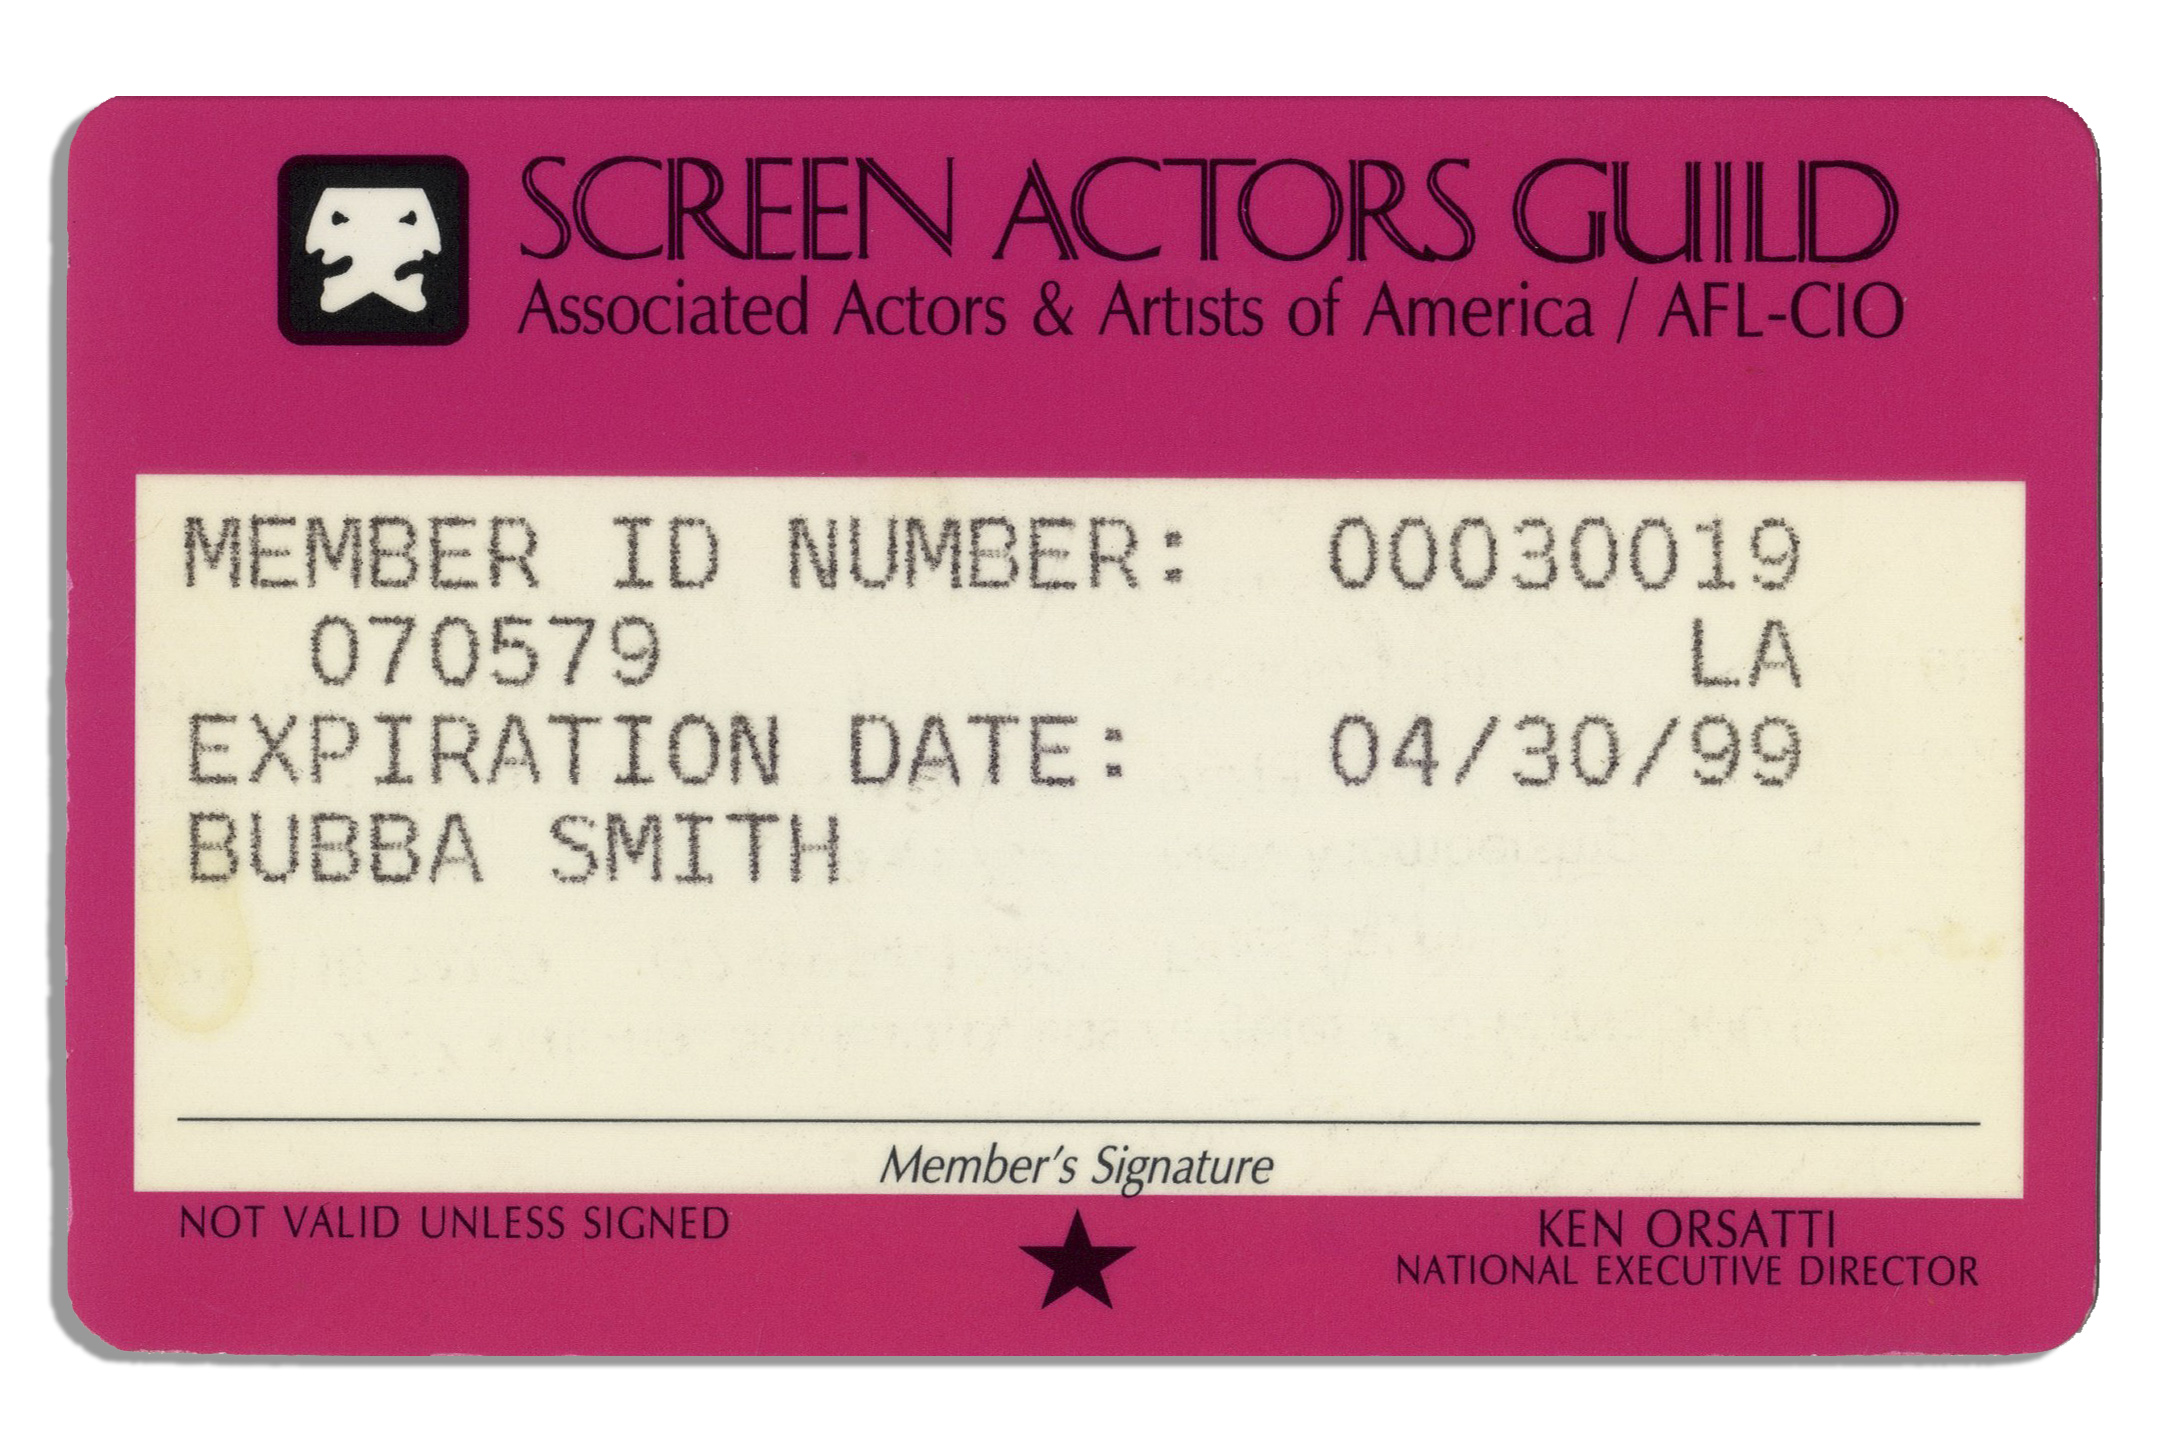 SCREEN ACTORS GUILD
Associated Actors & Artists of America / AFL-CIO
MEMBER ID NUMBER: 00030019
070579 LA
EXPIRATION DATE: 04/30/99
BUBBA SMITH
Member's Signature
NOT VALID UNLESS SIGNED
KEN ORSATTI
NATIONAL EXECUTIVE DIRECTOR